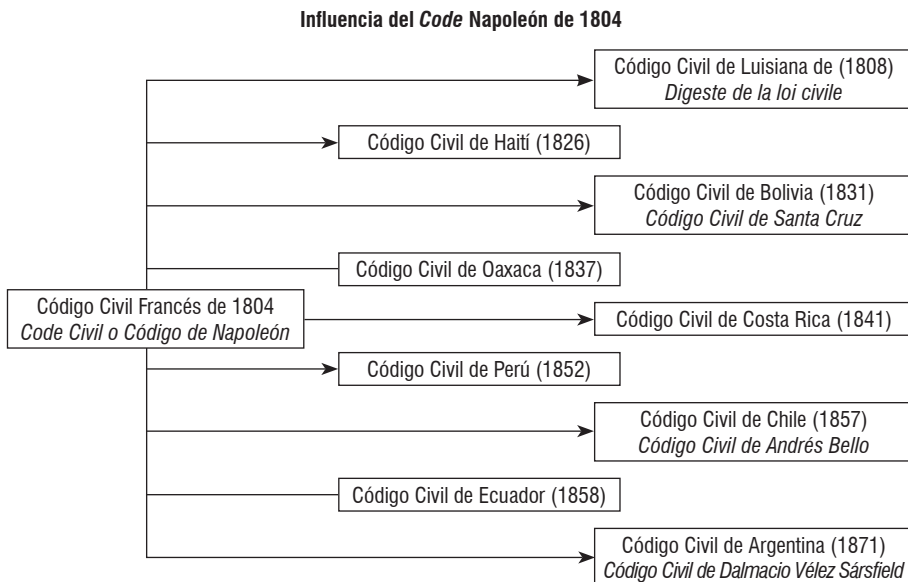 Influencia del Code Napoleón de 1804
Código Civil de Luisiana de (1808)
Digeste de la loi civile
Código Civil de Haití (1826)
Código Civil de Bolivia (1831)
Código Civil de Santa Cruz
Código Civil de Oaxaca (1837)
Código Civil Francés de 1804
Code Civil o Código de Napoleón
Código Civil de Costa Rica (1841)
Código Civil de Perú (1852)
Código Civil de Chile (1857)
Código Civil de Andrés Bello
Código Civil de Ecuador (1858)
Código Civil de Argentina (1871)
Código Civil de Dalmacio Vélez Sársfield